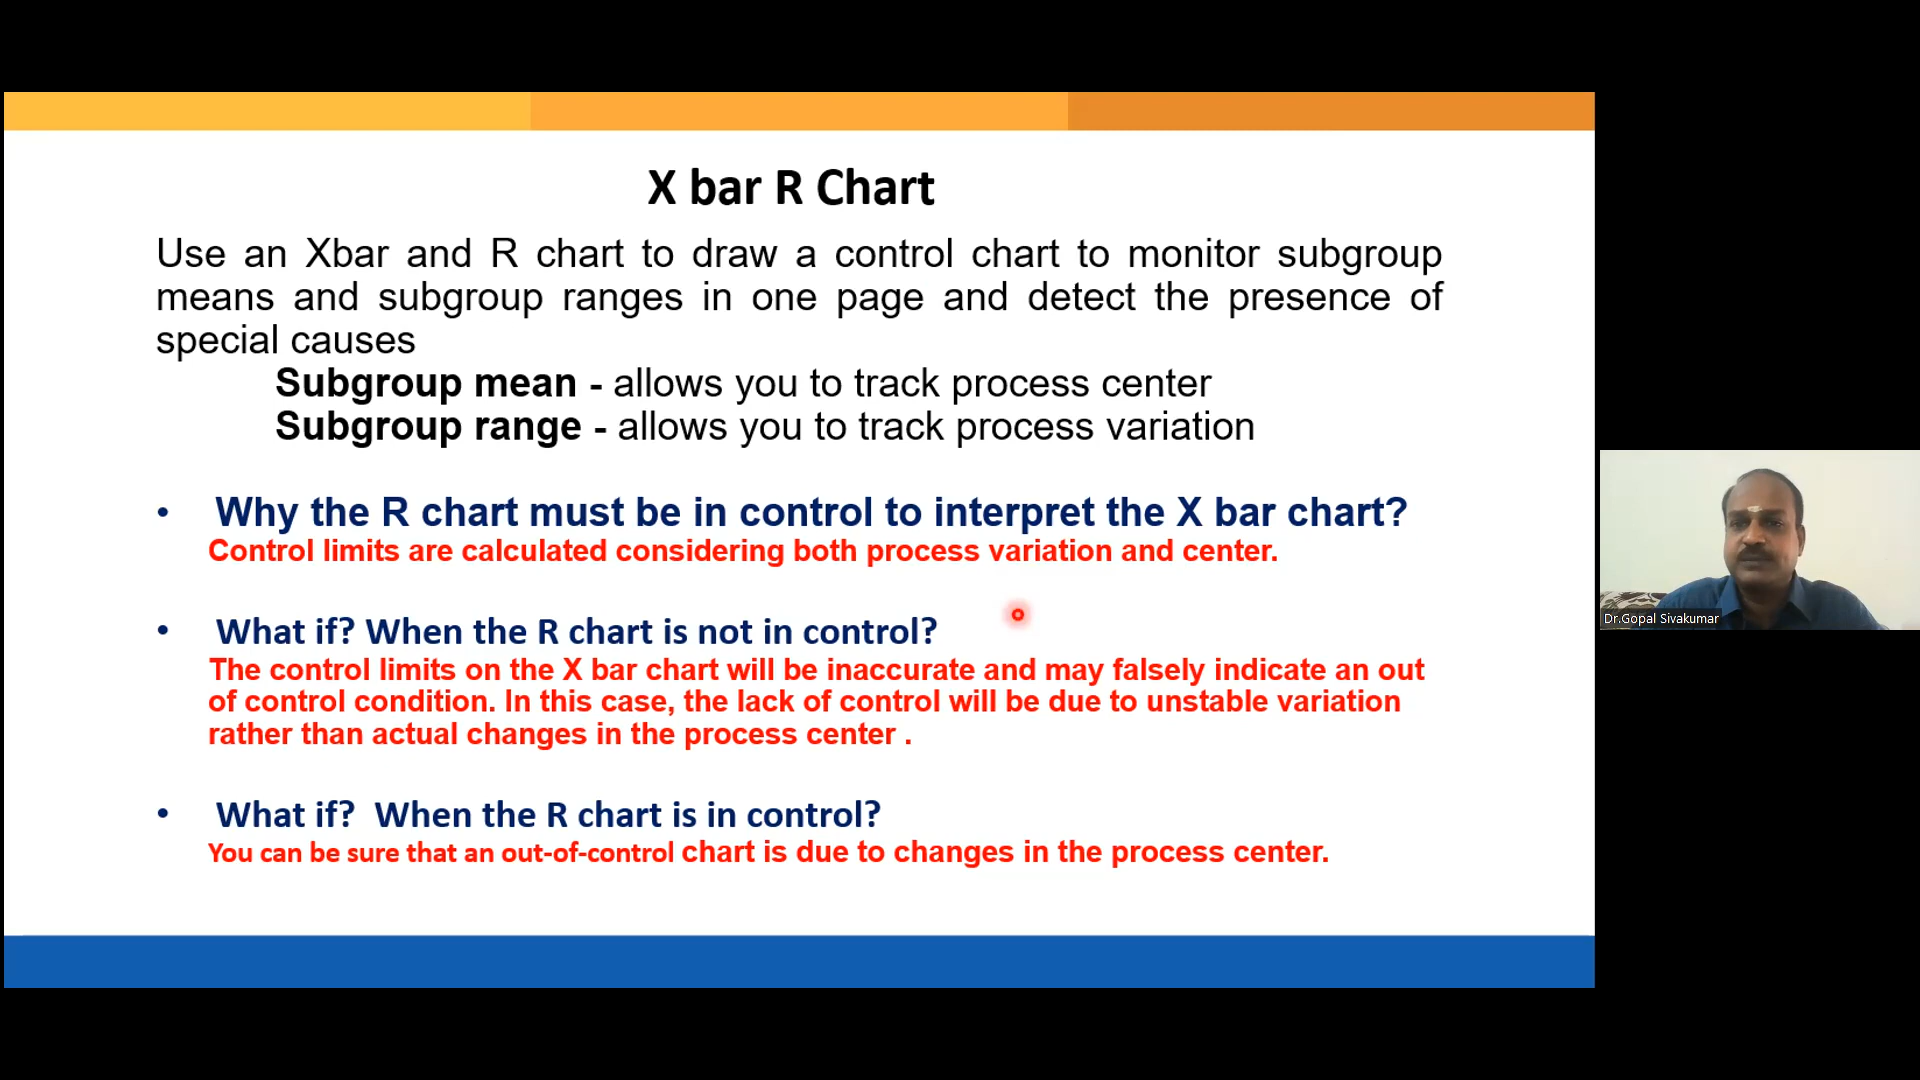 X bar R Chart
Use an Xbar and R chart to draw a control chart to monitor subgroup
means and subgroup ranges in one page and detect the presence of
special causes
Subgroup mean - allows you to track process center
Subgroup range - allows you to track process variation
• Why the R chart must be in control to interpret the X bar chart?
Control limits are calculated considering both process variation and center.
• What if? When the R chart is not in control?
The control limits on the X bar chart will be inaccurate and may falsely indicate an out
of control condition. In this case, the lack of control will be due to unstable variation
rather than actual changes in the process center .
• What if? When the R chart is in control?
You can be sure that an out-of-control chart is due to changes in the process center.
Dr.Gopal Sivakumar